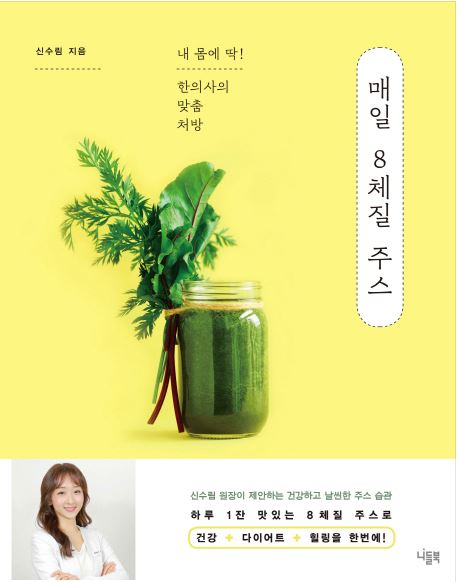 신수림 지음
내 몸에 딱!
한의사의
맞춤
처방
매일 8체질 주스
신수림 원장이 제안하는 건강하고 날씬한 주스 습관
하루 1잔 맛있는 8체질 주스로
건강 + 다이어트 + 힐링을 한번에!
니들북